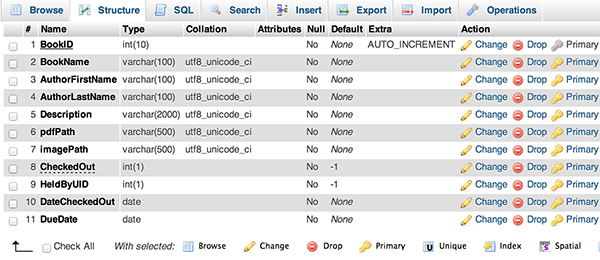 Browse Structure SQL Search Insert Export Import Operations
# Name Type Collation Attributes Null Default Extra Action
1 BookID int(10) No None AUTO_INCREMENT Change Drop Primary
2 BookName varchar(100) utf8_unicode_ci No None Change Drop Primary
3 AuthorFirstName varchar(100) utf8_unicode_ci No None Change Drop Primary
4 AuthorLastName varchar(100) utf8_unicode_ci No None Change Drop Primary
5 Description varchar(2000) utf8_unicode_ci No None Change Drop Primary
6 pdfPath varchar(500) utf8_unicode_ci No None Change Drop Primary
7 imagePath varchar(500) utf8_unicode_ci No None Change Drop Primary
8 CheckedOut int(1) No -1 Change Drop Primary
9 HeldByUID int(1) No -1 Change Drop Primary
10 DateCheckedOut date No None Change Drop Primary
11 DueDate date No None Change Drop Primary
Check All With selected: Browse Change Drop Primary Unique Index Spatial